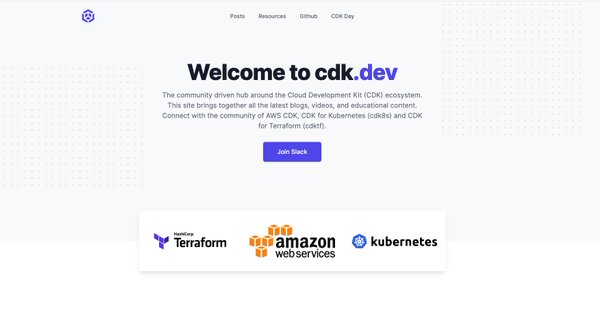 Posts Resources Github CDK Day
Welcome to cdk.dev
The community driven hub around the Cloud Development Kit (CDK) ecosystem.
This site brings together all the latest blogs, videos, and educational content.
Connect with the community of AWS CDK, CDK for Kubernetes (cdk8s) and CDK
for Terraform (cdktf).
Join Slack
HashiCorp
Terraform
amazon
web services
kubernetes